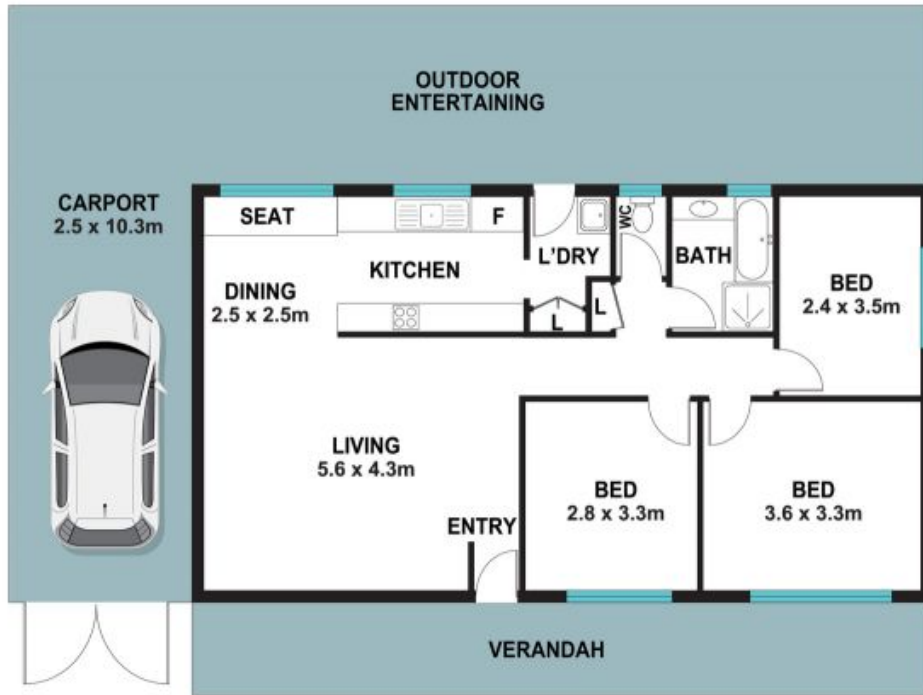 OUTDOOR
ENTERTAINING
CARPORT
2.5 x 10.3m
SEAT
F
WC
L'DRY
BATH
KITCHEN
DINING
2.5 x 2.5m
BED
2.4 x 3.5m
L
L
LIVING
5.6 x 4.3m
ENTRY
BED
2.8 x 3.3m
BED
3.6 x 3.3m
VERANDAH